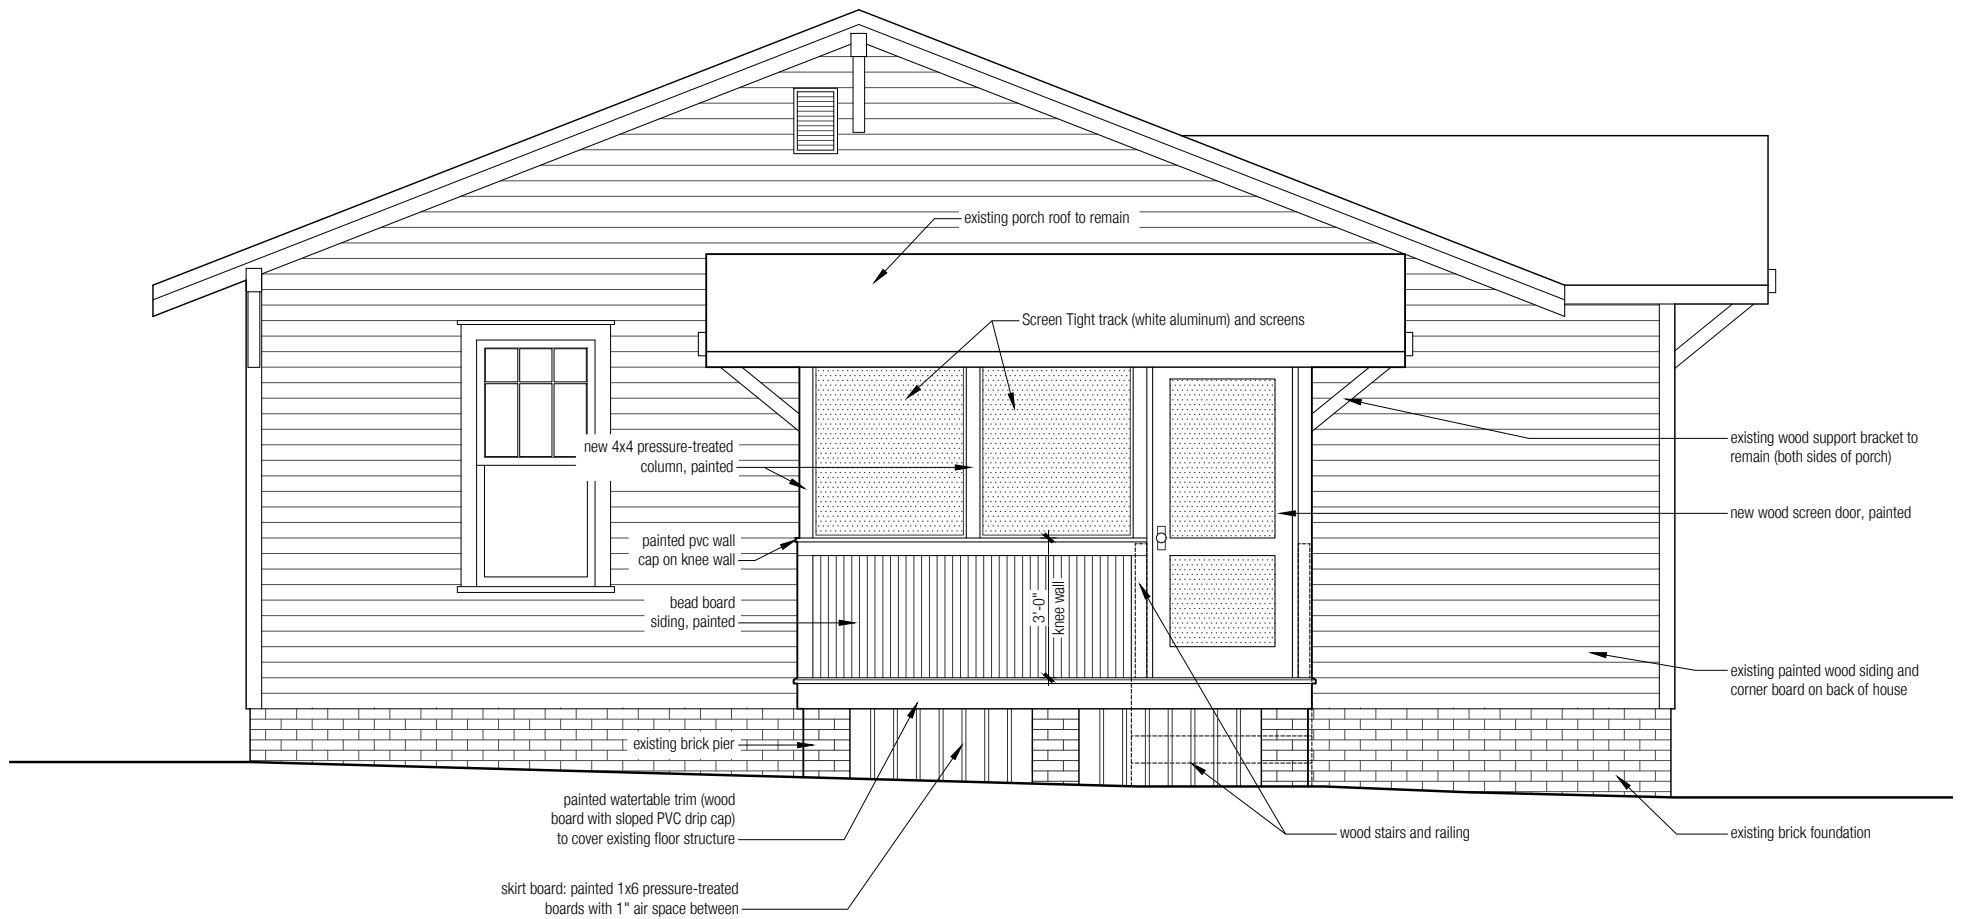 existing porch roof to remain
Screen Tight track (white aluminum) and screens
new 4x4 pressure-treated
column, painted
existing wood support bracket to
remain (both sides of porch)
new wood screen door, painted
painted pvc wall
cap on knee wall
bead board
siding, painted
3'-0"
knee wall
existing painted wood siding and
corner board on back of house
existing brick pier
painted watertable trim (wood
board with sloped PVC drip cap)
to cover existing floor structure
wood stairs and railing
existing brick foundation
skirt board: painted 1x6 pressure-treated
boards with 1" air space between